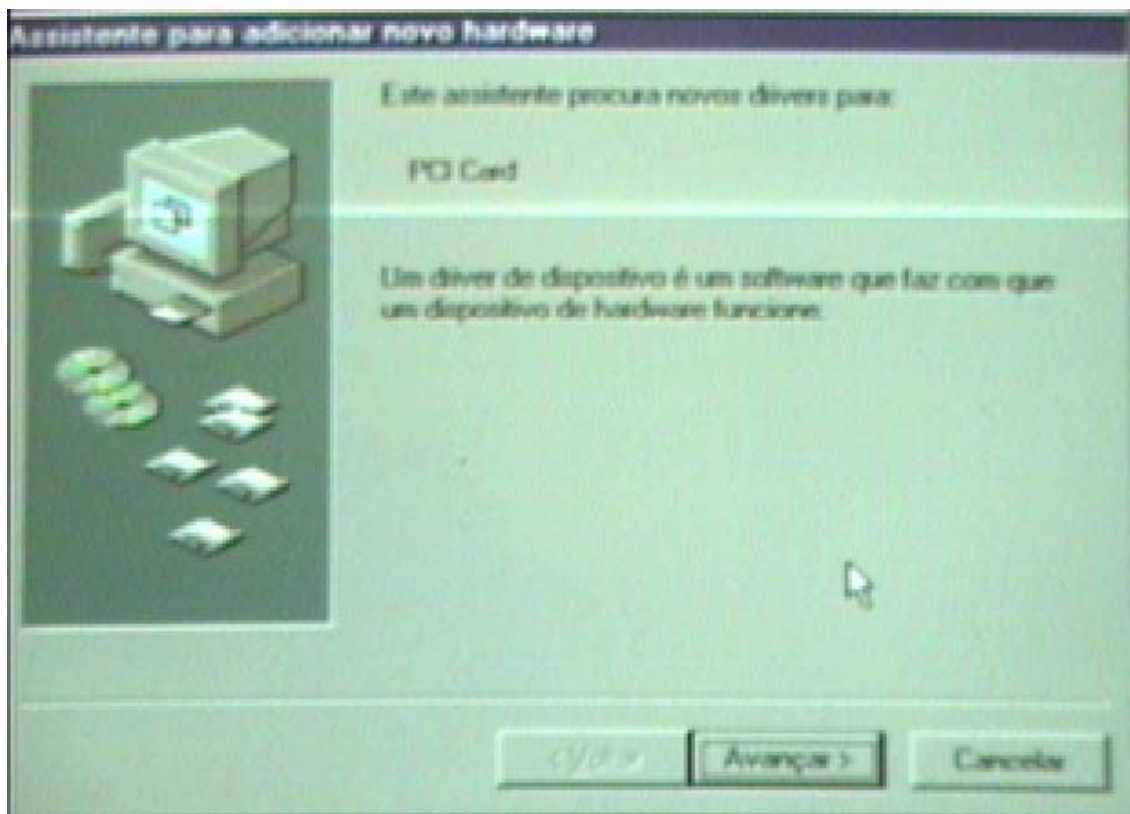 Assistente para adicionar novo hardware
Este assistente procura novos drivers para:
PCI Card
Um driver de dispositivo é um software que faz com que
um dispositivo de hardware funcione.
Avançar >
Cancelar